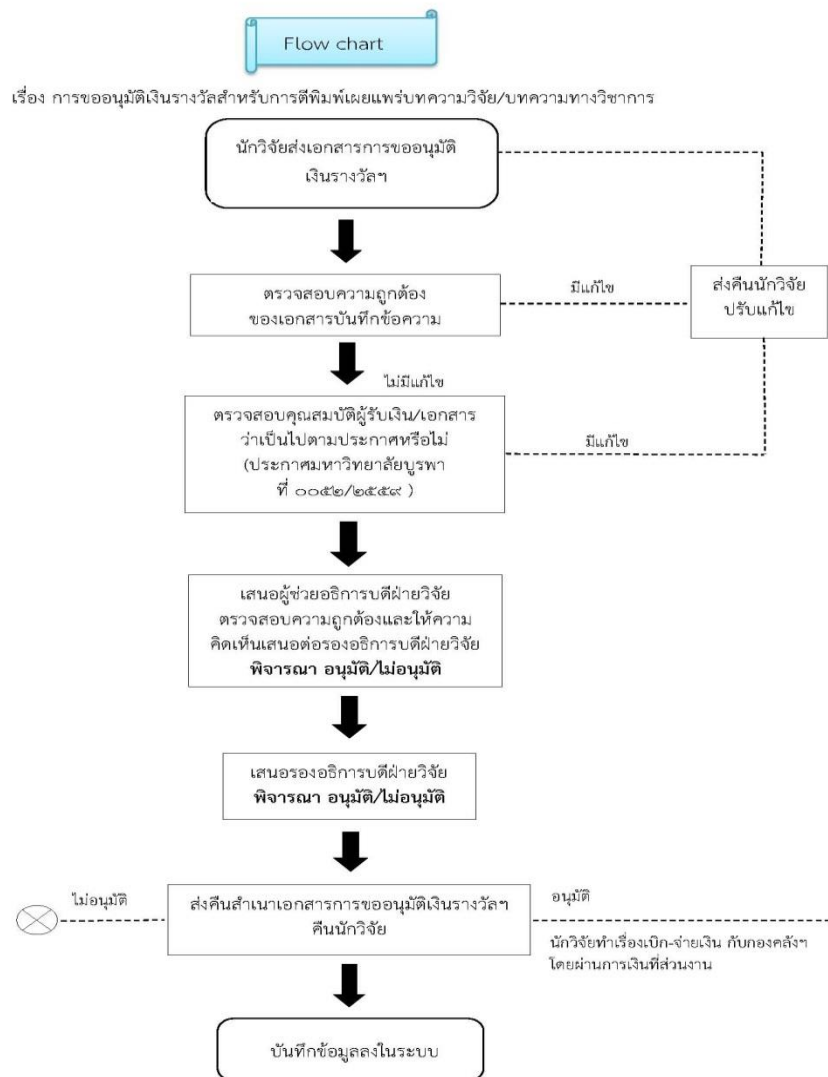 Flow chart
เรื่อง การขออนุมัติเงินรางวัลสำหรับการตีพิมพ์เผยแพร่บทความวิจัย/บทความทางวิชาการ
นักวิจัยส่งเอกสารการขออนุมัติ
เงินรางวัลฯ
ตรวจสอบความถูกต้อง
ของเอกสารบันทึกข้อความ
มีแก้ไข
ส่งคืนนักวิจัย
ปรับแก้ไข
ไม่มีแก้ไข
ตรวจสอบคุณสมบัติผู้รับเงิน/เอกสาร
ว่าเป็นไปตามประกาศหรือไม่
(ประกาศมหาวิทยาลัยบูรพา
ที่ ๐๐๕๒/๒๕๕๙ )
มีแก้ไข
เสนอผู้ช่วยอธิการบดีฝ่ายวิจัย
ตรวจสอบความถูกต้องและให้ความ
คิดเห็นเสนอต่อรองอธิการบดีฝ่ายวิจัย
พิจารณา อนุมัติ/ไม่อนุมัติ
เสนอรองอธิการบดีฝ่ายวิจัย
พิจารณา อนุมัติ/ไม่อนุมัติ
ไม่อนุมัติ
ส่งคืนสำเนาเอกสารการขออนุมัติเงินรางวัลฯ
คืนนักวิจัย
อนุมัติ
นักวิจัยทำเรื่องเบิก-จ่ายเงิน กับกองคลังฯ
โดยผ่านการเงินที่ส่วนงาน
บันทึกข้อมูลลงในระบบ